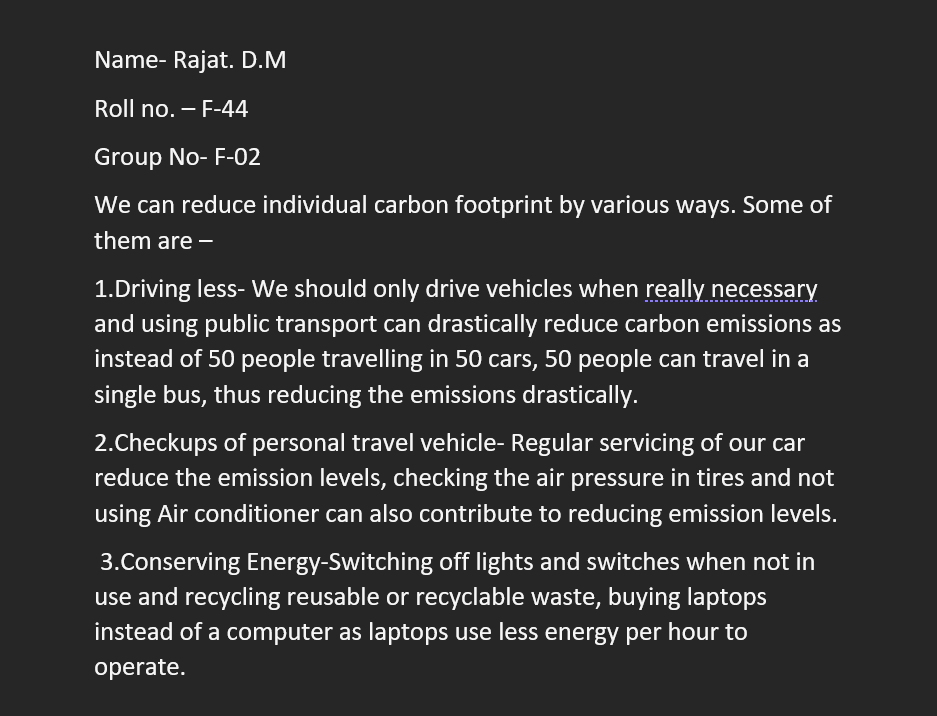 Name- Rajat. D.M
Roll no. – F-44
Group No- F-02
We can reduce individual carbon footprint by various ways. Some of
them are –
1.Driving less- We should only drive vehicles when really necessary
and using public transport can drastically reduce carbon emissions as
instead of 50 people travelling in 50 cars, 50 people can travel in a
single bus, thus reducing the emissions drastically.
2.Checkups of personal travel vehicle- Regular servicing of our car
reduce the emission levels, checking the air pressure in tires and not
using Air conditioner can also contribute to reducing emission levels.
3.Conserving Energy-Switching off lights and switches when not in
use and recycling reusable or recyclable waste, buying laptops
instead of a computer as laptops use less energy per hour to
operate.